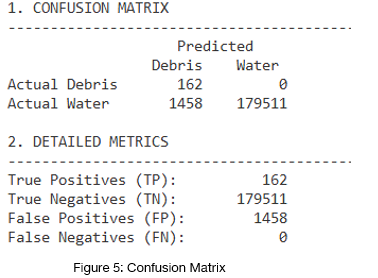 1. CONFUSION MATRIX
------------------------------------------
Predicted
Debris Water
Actual Debris 162 0
Actual Water 1458 179511
2. DETAILED METRICS
------------------------------------------
True Positives (TP): 162
True Negatives (TN): 179511
False Positives (FP): 1458
False Negatives (FN): 0
Figure 5: Confusion Matrix